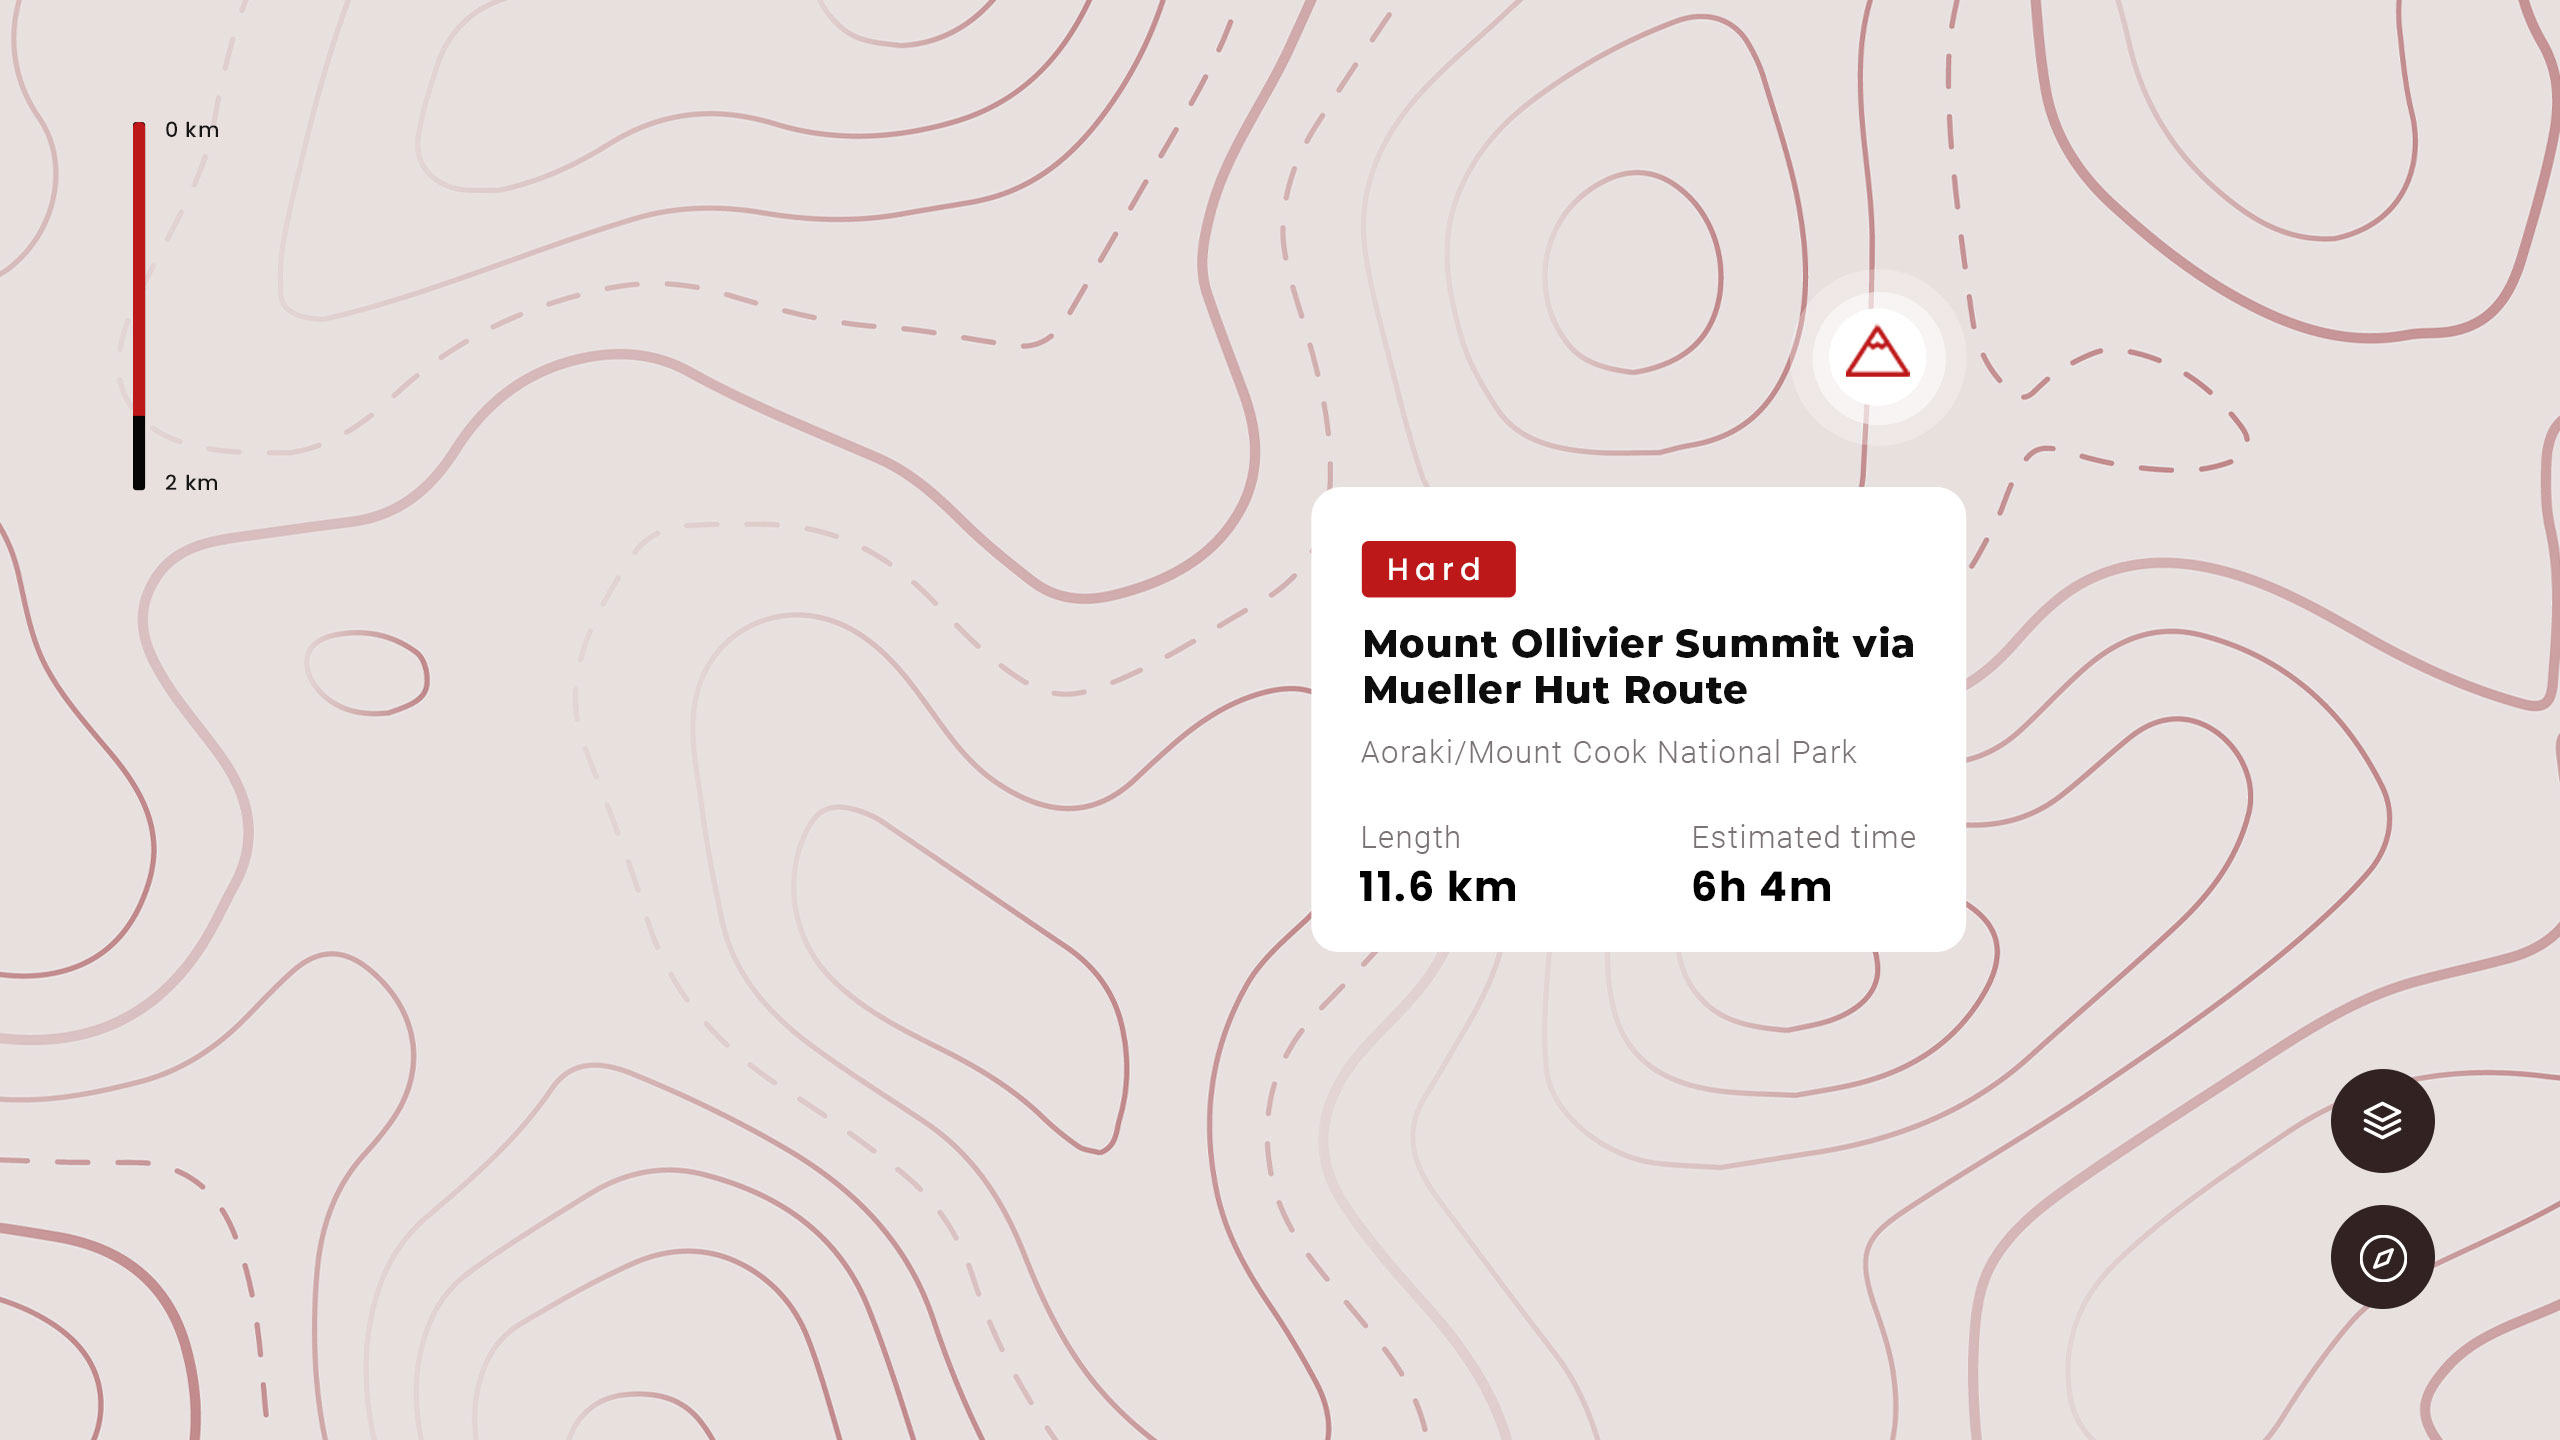 0 km
2 km
Hard
Mount Ollivier Summit via
Mueller Hut Route
Aoraki/Mount Cook National Park
Length
Estimated time
11.6 km
6h 4m